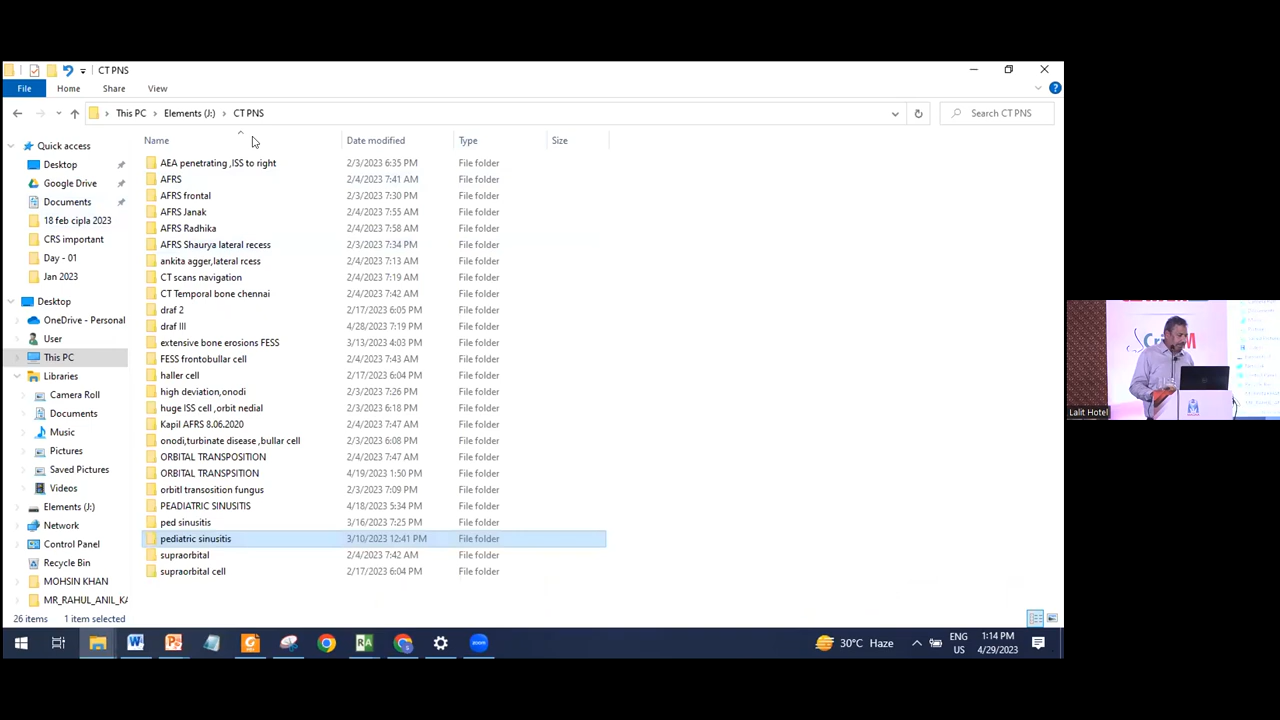 CT PNS
File Home Share View
This PC Elements (J:) CT PNS
Search CT PNS
Name Date modified Type Size
Quick access
Desktop
Google Drive
Documents
18 feb cipla 2023
CRS important
Day - 01
Jan 2023
Desktop
OneDrive - Personal
User
This PC
Libraries
Camera Roll
Documents
Music
Pictures
Saved Pictures
Videos
Elements (J:)
Network
Control Panel
Recycle Bin
MOHSIN KHAN
MR_RAHUL_ANIL_KA
AEA penetrating ,ISS to right 2/3/2023 6:35 PM File folder
AFRS 2/4/2023 7:41 AM File folder
AFRS frontal 2/3/2023 7:30 PM File folder
AFRS Janak 2/4/2023 7:55 AM File folder
AFRS Radhika 2/4/2023 7:58 AM File folder
AFRS Shaurya lateral recess 2/3/2023 7:34 PM File folder
ankita agger,lateral rcess 2/4/2023 7:13 AM File folder
CT scans navigation 2/4/2023 7:19 AM File folder
CT Temporal bone chennai 2/4/2023 7:42 AM File folder
draf 2 2/17/2023 6:05 PM File folder
draf III 4/28/2023 7:19 PM File folder
extensive bone erosions FESS 3/13/2023 4:03 PM File folder
FESS frontobullar cell 2/4/2023 7:43 AM File folder
haller cell 2/17/2023 6:04 PM File folder
high deviation,onodi 2/3/2023 7:26 PM File folder
huge ISS cell ,orbit nedial 2/3/2023 6:18 PM File folder
Kapil AFRS 8.06.2020 2/4/2023 7:47 AM File folder
onodi,turbinate disease ,bullar cell 2/3/2023 6:08 PM File folder
ORBITAL TRANSPOSITION 2/4/2023 7:47 AM File folder
ORBITAL TRANSPSITION 4/19/2023 1:50 PM File folder
orbitl transosition fungus 2/3/2023 7:09 PM File folder
PEADIATRIC SINUSITIS 4/18/2023 5:34 PM File folder
ped sinusitis 3/16/2023 7:25 PM File folder
pediatric sinusitis 3/10/2023 12:41 PM File folder
supraorbital 2/4/2023 7:42 AM File folder
supraorbital cell 2/17/2023 6:04 PM File folder
26 items 1 item selected
30°C Haze
ENG
US
1:14 PM
4/29/2023
Lalit Hotel